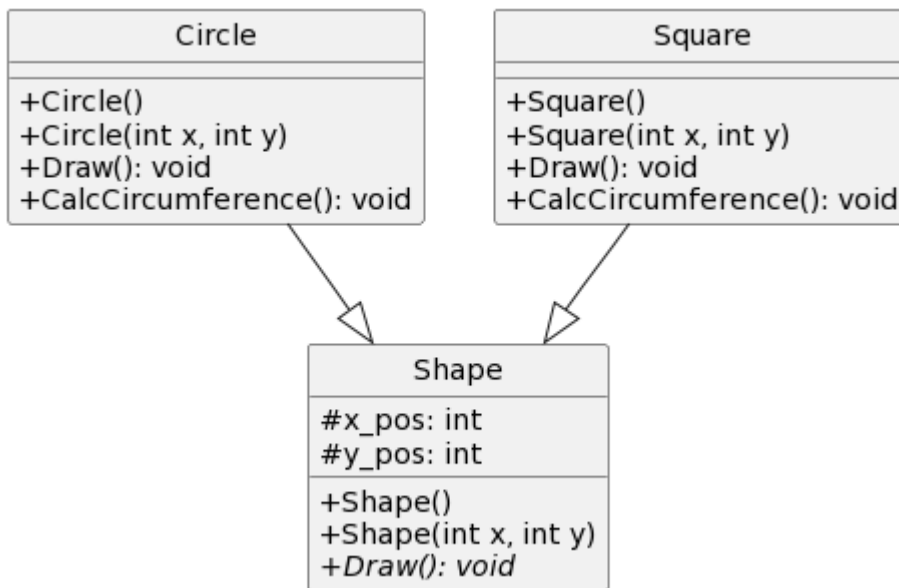 Circle
+Circle()
+Circle(int x, int y)
+Draw(): void
+CalcCircumference(): void
Square
+Square()
+Square(int x, int y)
+Draw(): void
+CalcCircumference(): void
Shape
#x_pos: int
#y_pos: int
+Shape()
+Shape(int x, int y)
+Draw(): void